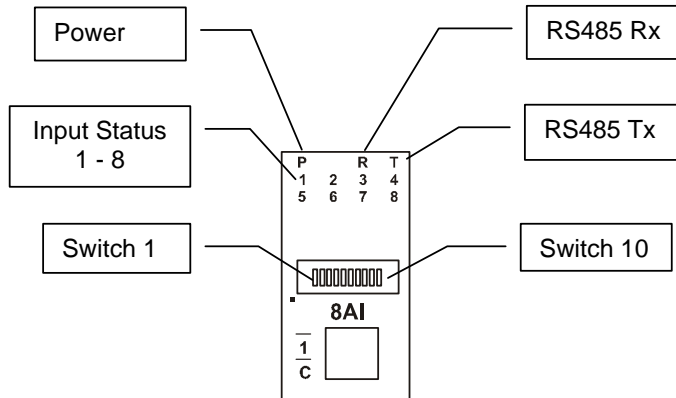 Power
RS485 Rx
Input Status
1 - 8
RS485 Tx
P R T
1 2 3 4
5 6 7 8
Switch 1
Switch 10
8AI
1
C